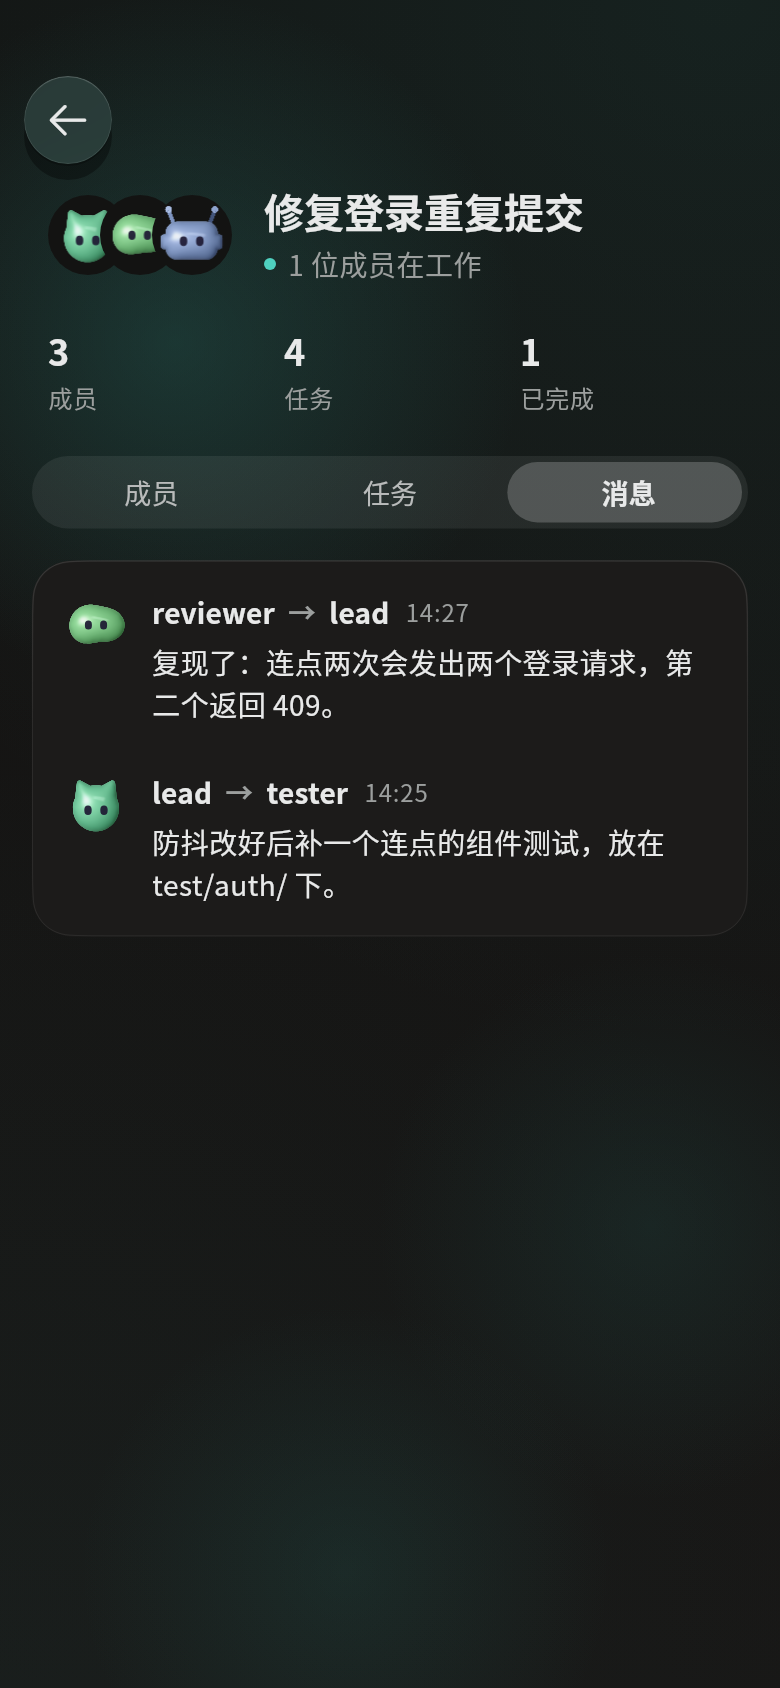 修复登录重复提交
1 位成员在工作
3
成员
4
任务
1
已完成
成员
任务
消息
reviewer → lead 14:27
复现了：连点两次会发出两个登录请求，第
二个返回 409。
lead → tester 14:25
防抖改好后补一个连点的组件测试，放在
test/auth/ 下。